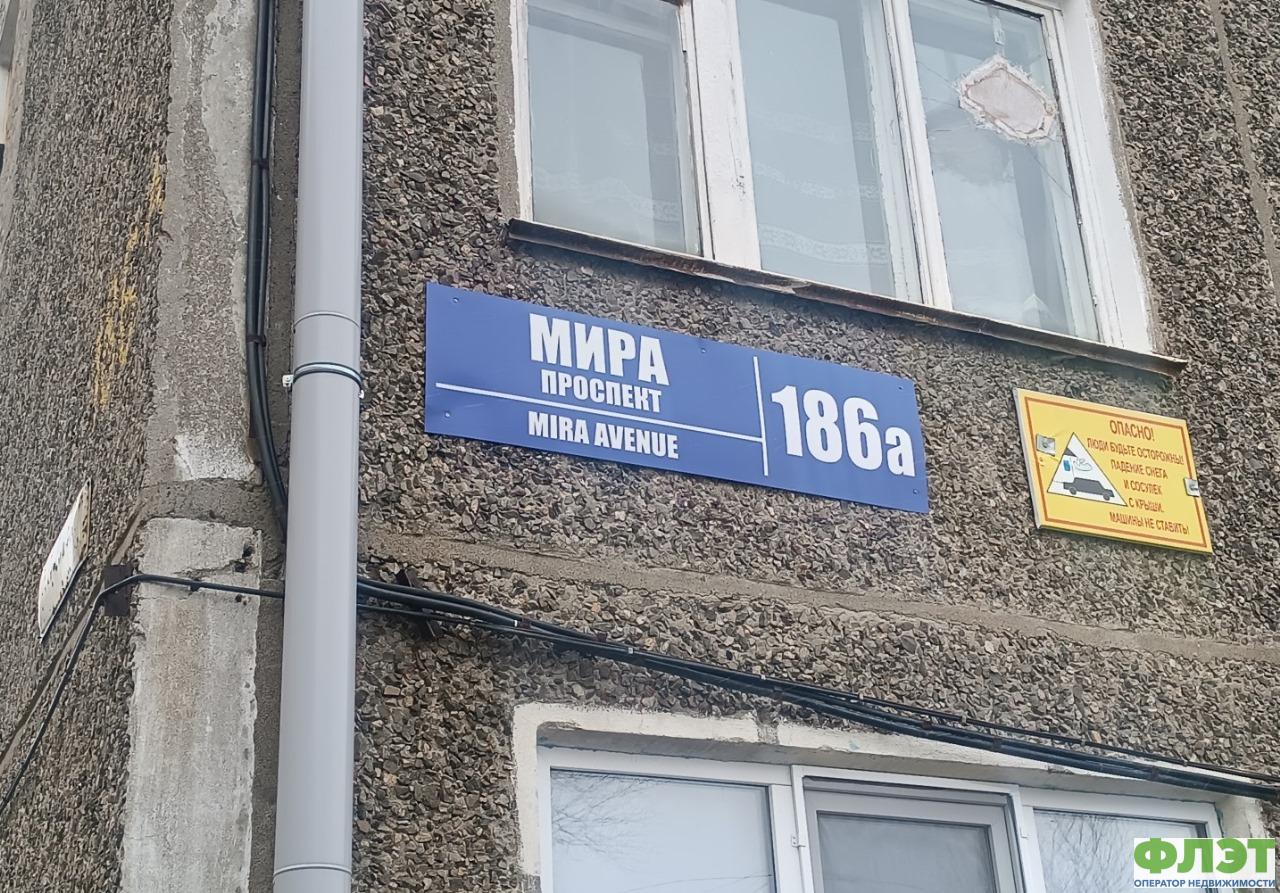 МИРА
ПРОСПЕКТ
MIRA AVENUE
186а
ОПАСНО!
ЛЮДИ БУДЬТЕ ОСТОРОЖНЫ!
ПАДЕНИЕ СНЕГА
И СОСУЛЕК
С КРЫШИ.
МАШИНЫ НЕ СТАВИТЬ!
ФЛЭТ
ОПЕРАТОР НЕДВИЖИМОСТИ